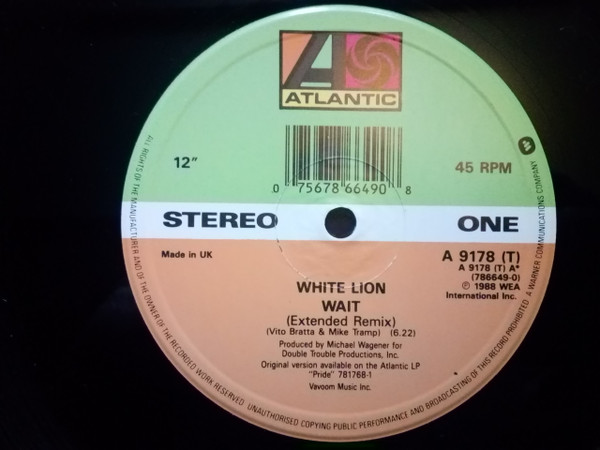 ATLANTIC
12"
45 RPM
0 75678 66490 8
STEREO
ONE
Made in UK
A 9178 (T)
A 9178 (T) A*
(786649-0)
℗ 1988 WEA
International Inc.
WHITE LION
WAIT
(Extended Remix)
(Vito Bratta & Mike Tramp) (6.22)
Produced by Michael Wagener for
Double Trouble Productions, Inc.
Original version available on the Atlantic LP
"Pride" 781768-1
Vavoom Music Inc.
ALL RIGHTS OF THE MANUFACTURER AND OF THE OWNER OF THE RECORDED WORK RESERVED. UNAUTHORISED COPYING PUBLIC PERFORMANCE AND BROADCASTING OF THIS RECORD PROHIBITED. A WARNER COMMUNICATIONS COMPANY